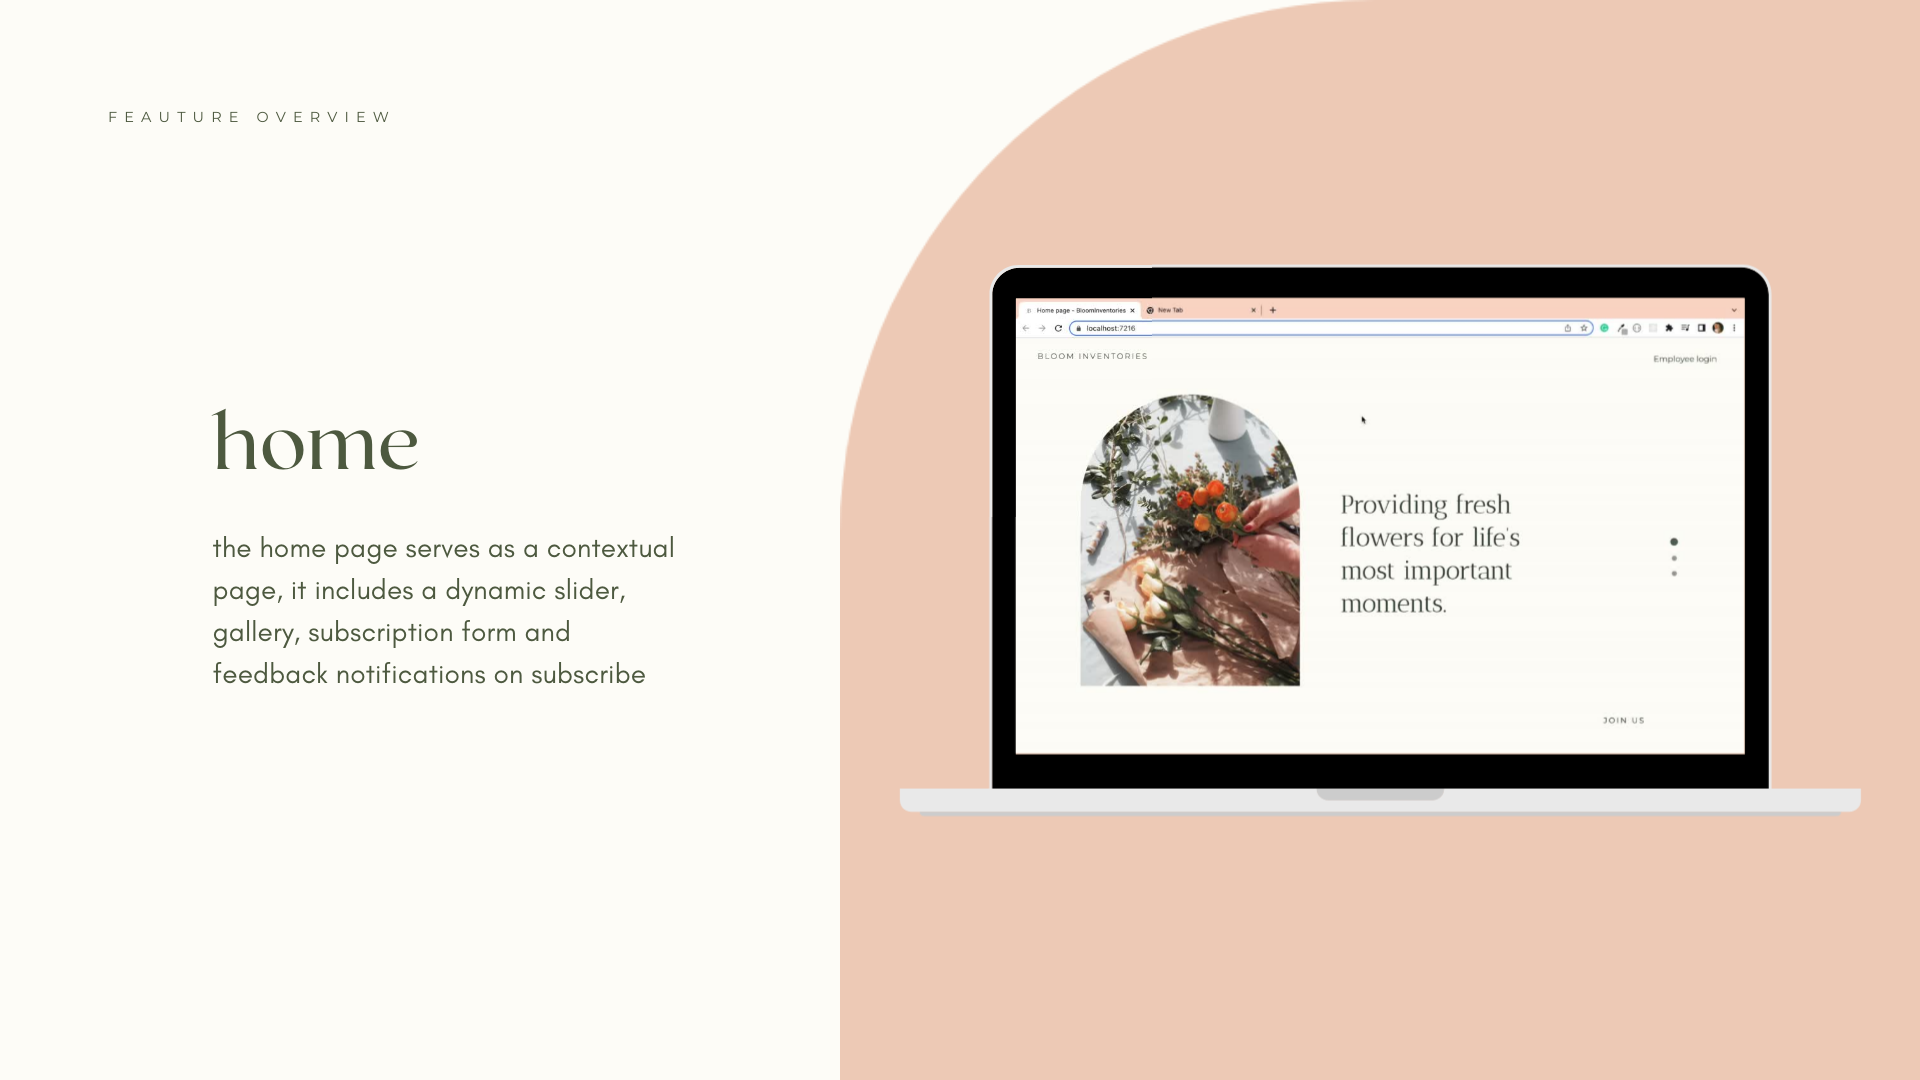 FEAUTURE OVERVIEW
home
the home page serves as a contextual
page, it includes a dynamic slider,
gallery, subscription form and
feedback notifications on subscribe
Home page - BloomInventories
New Tab
localhost:7216
BLOOM INVENTORIES
Employee login
Providing fresh
flowers for life's
most important
moments.
JOIN US